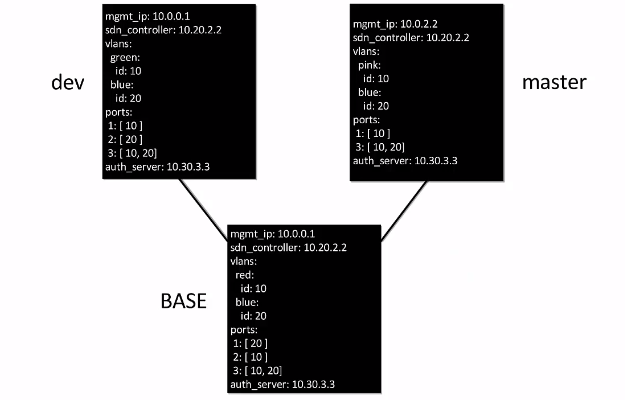 dev
mgmt_ip: 10.0.0.1
sdn_controller: 10.20.2.2
vlans:
green:
id: 10
blue:
id: 20
ports:
1: [ 10 ]
2: [ 20 ]
3: [ 10, 20]
auth_server: 10.30.3.3
mgmt_ip: 10.0.2.2
sdn_controller: 10.20.2.2
vlans:
pink:
id: 10
blue:
id: 20
ports:
1: [ 10 ]
3: [ 10, 20]
auth_server: 10.30.3.3
master
BASE
mgmt_ip: 10.0.0.1
sdn_controller: 10.20.2.2
vlans:
red:
id: 10
blue:
id: 20
ports:
1: [ 20 ]
2: [ 10 ]
3: [ 10, 20]
auth_server: 10.30.3.3